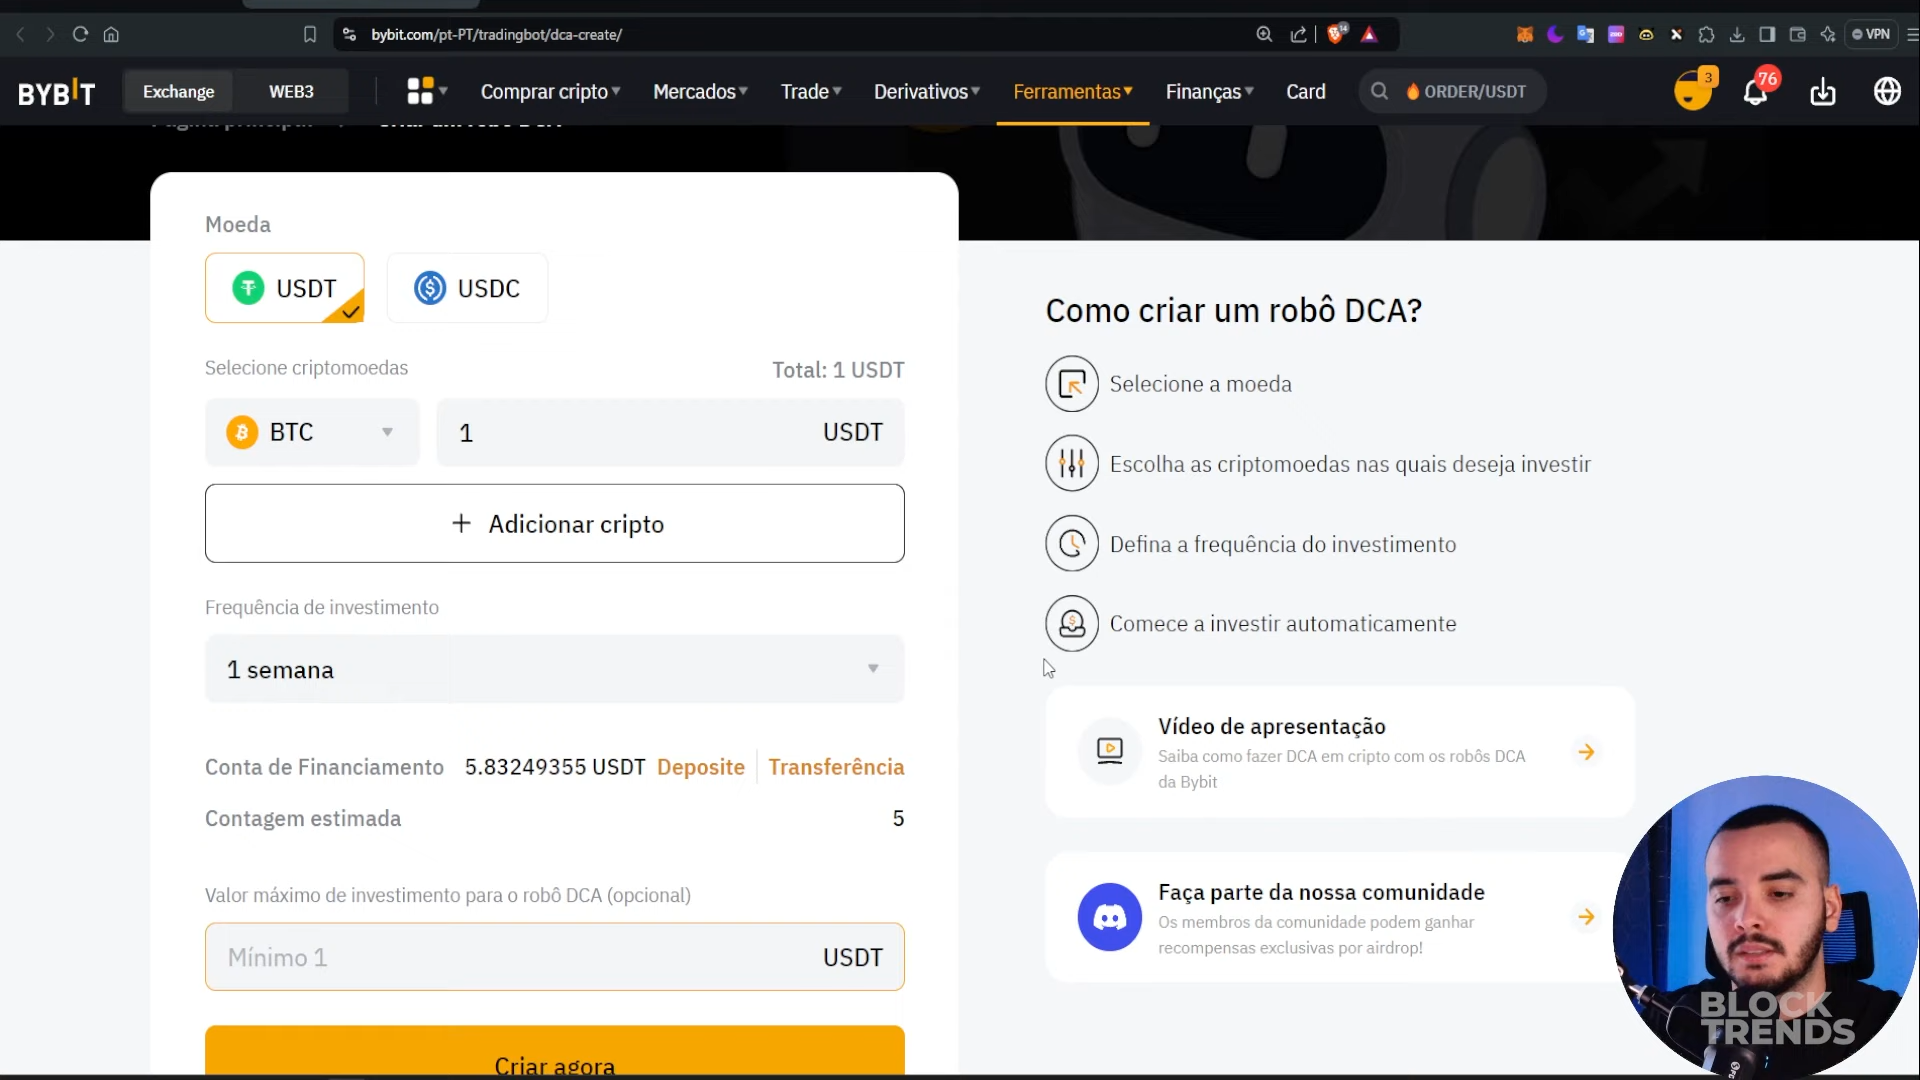 bybit.com/pt-PT/tradingbot/dca-create/
14
VPN
BYBIT
Exchange
WEB3
Comprar cripto
Mercados
Trade
Derivativos
Ferramentas
Finanças
Card
ORDER/USDT
3
76
Moeda
USDT
USDC
Selecione criptomoedas
Total: 1 USDT
BTC
1
USDT
+ Adicionar cripto
Frequência de investimento
1 semana
Conta de Financiamento 5.83249355 USDT Deposite Transferência
Contagem estimada
5
Valor máximo de investimento para o robô DCA (opcional)
Mínimo 1
USDT
Criar agora
Como criar um robô DCA?
Selecione a moeda
Escolha as criptomoedas nas quais deseja investir
Defina a frequência do investimento
Comece a investir automaticamente
Vídeo de apresentação
Saiba como fazer DCA em cripto com os robôs DCA
da Bybit
Faça parte da nossa comunidade
Os membros da comunidade podem ganhar
recompensas exclusivas por airdrop!
BLOCK
TRENDS